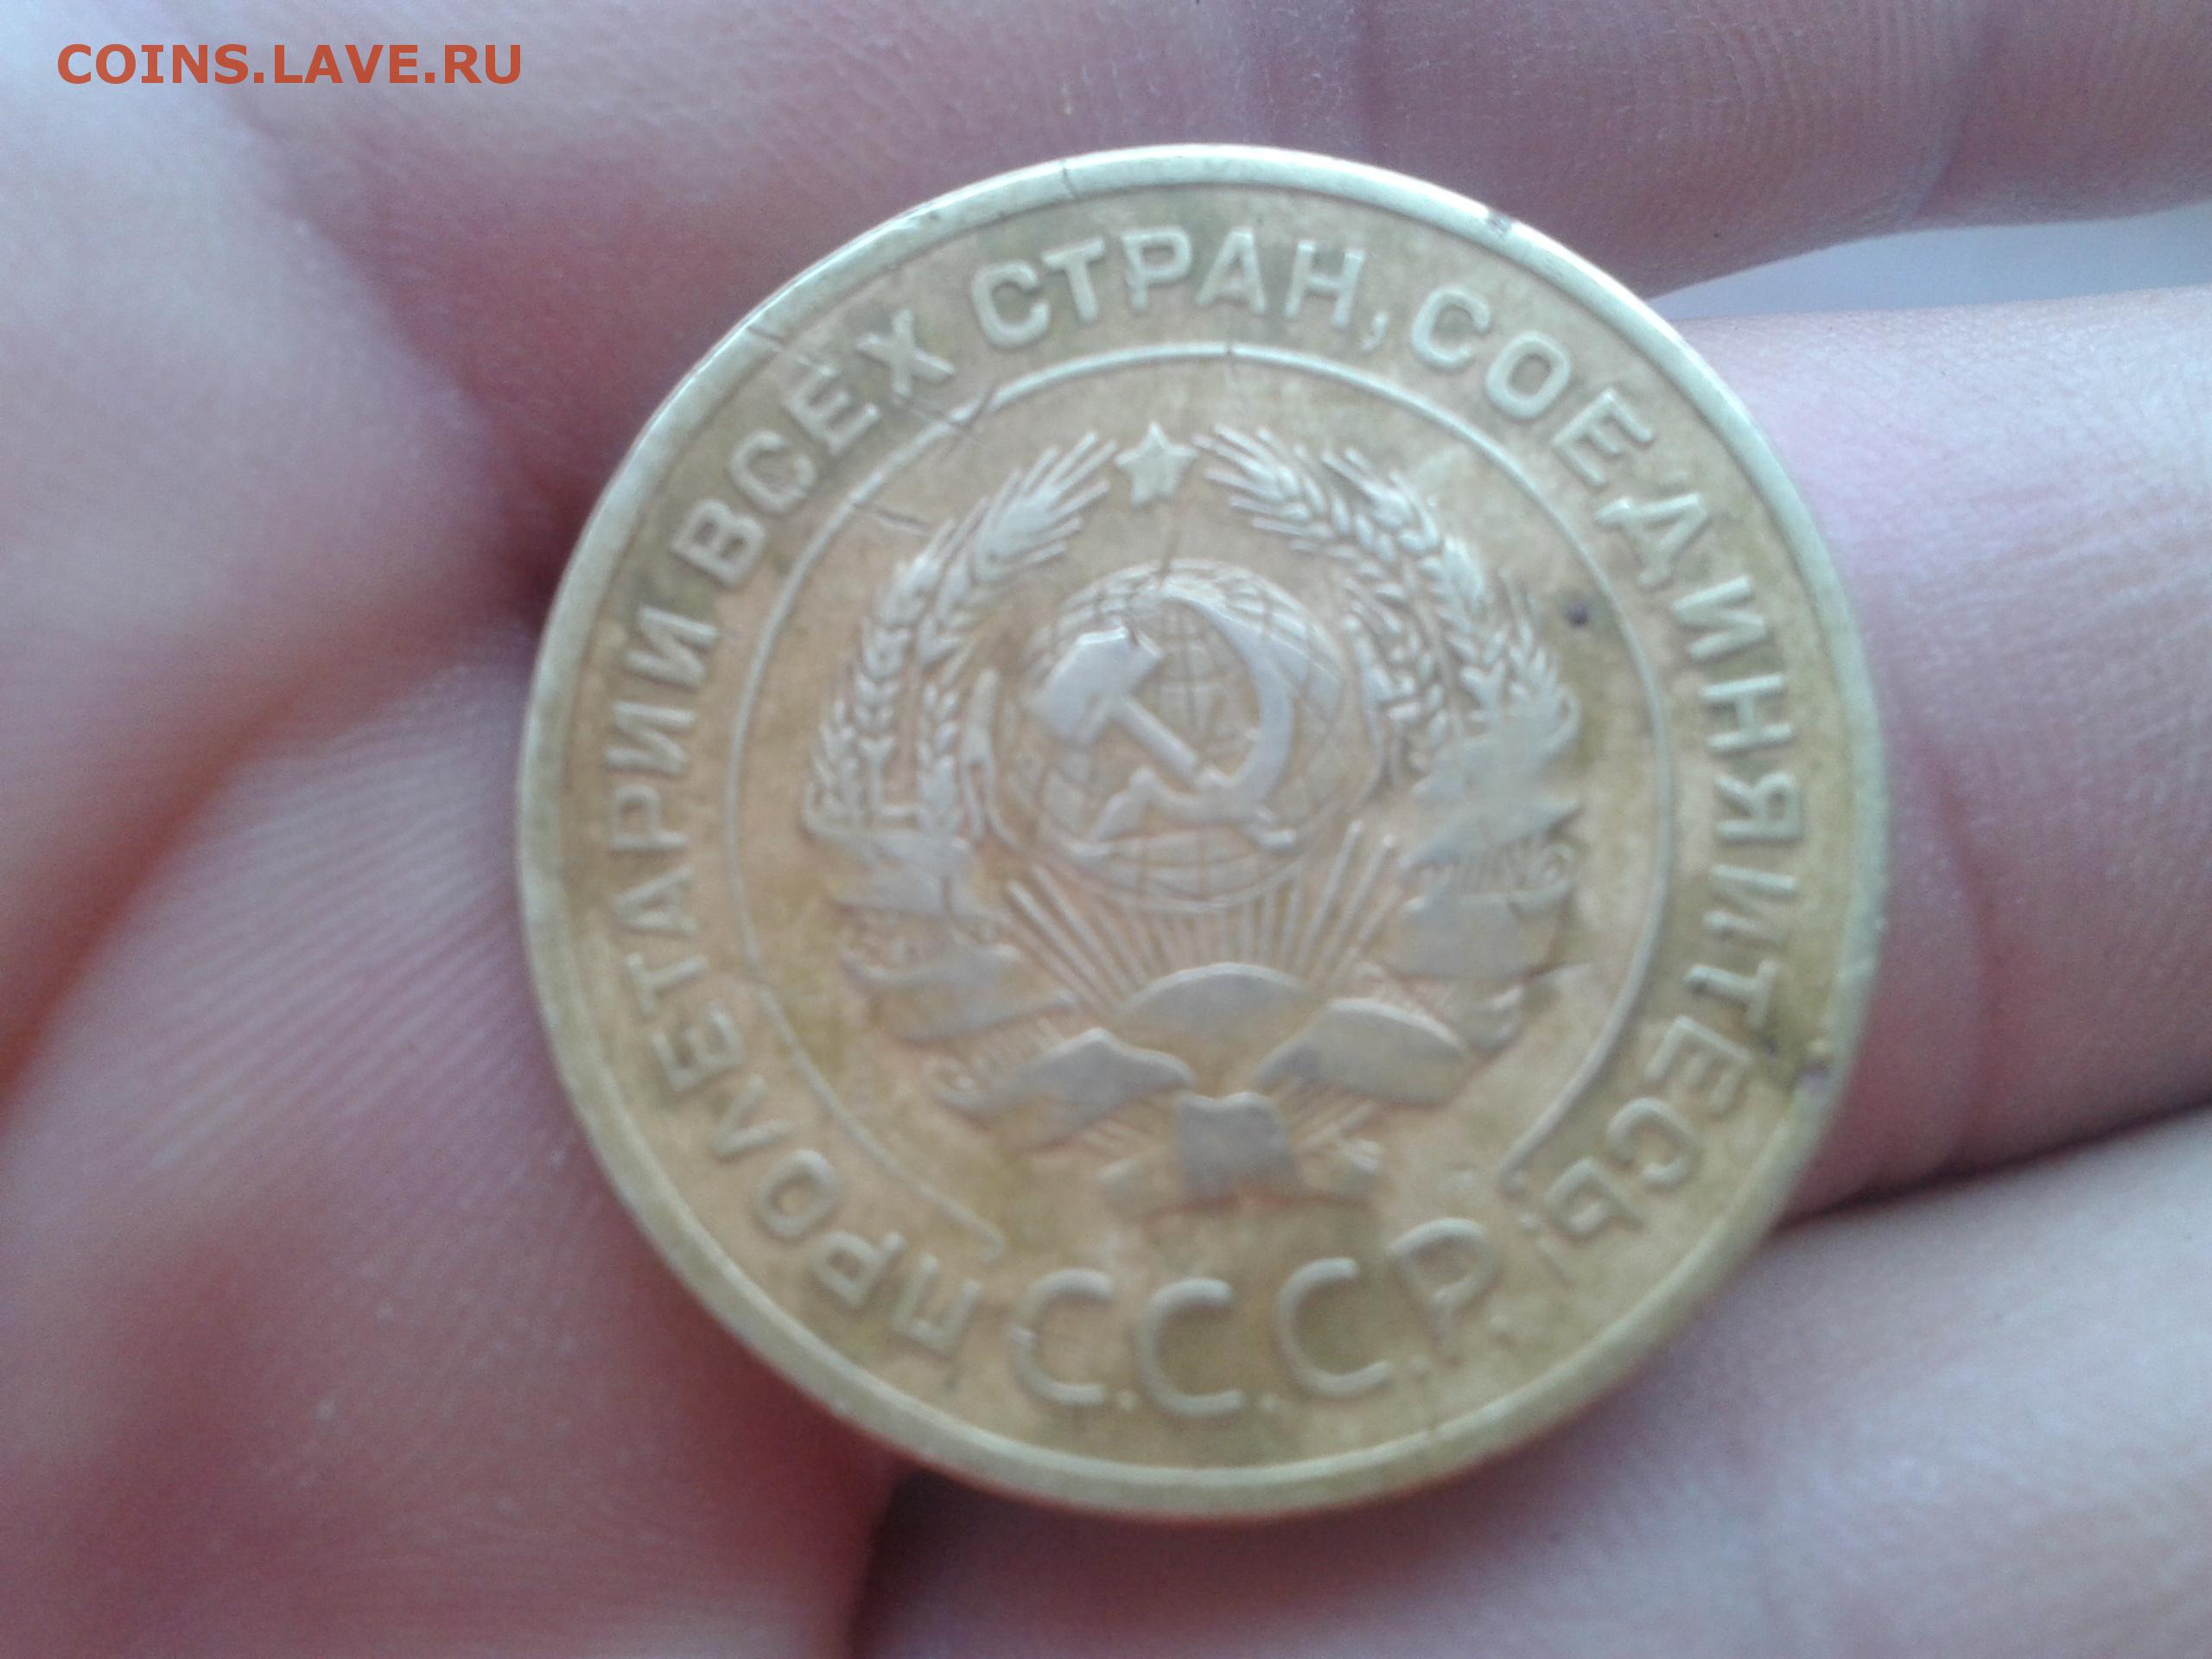 COINS.LAVE.RU
ПРОЛЕТАРИИ ВСЕХ СТРАН, СОЕДИНЯЙТЕСЬ!
С.С.С.Р.